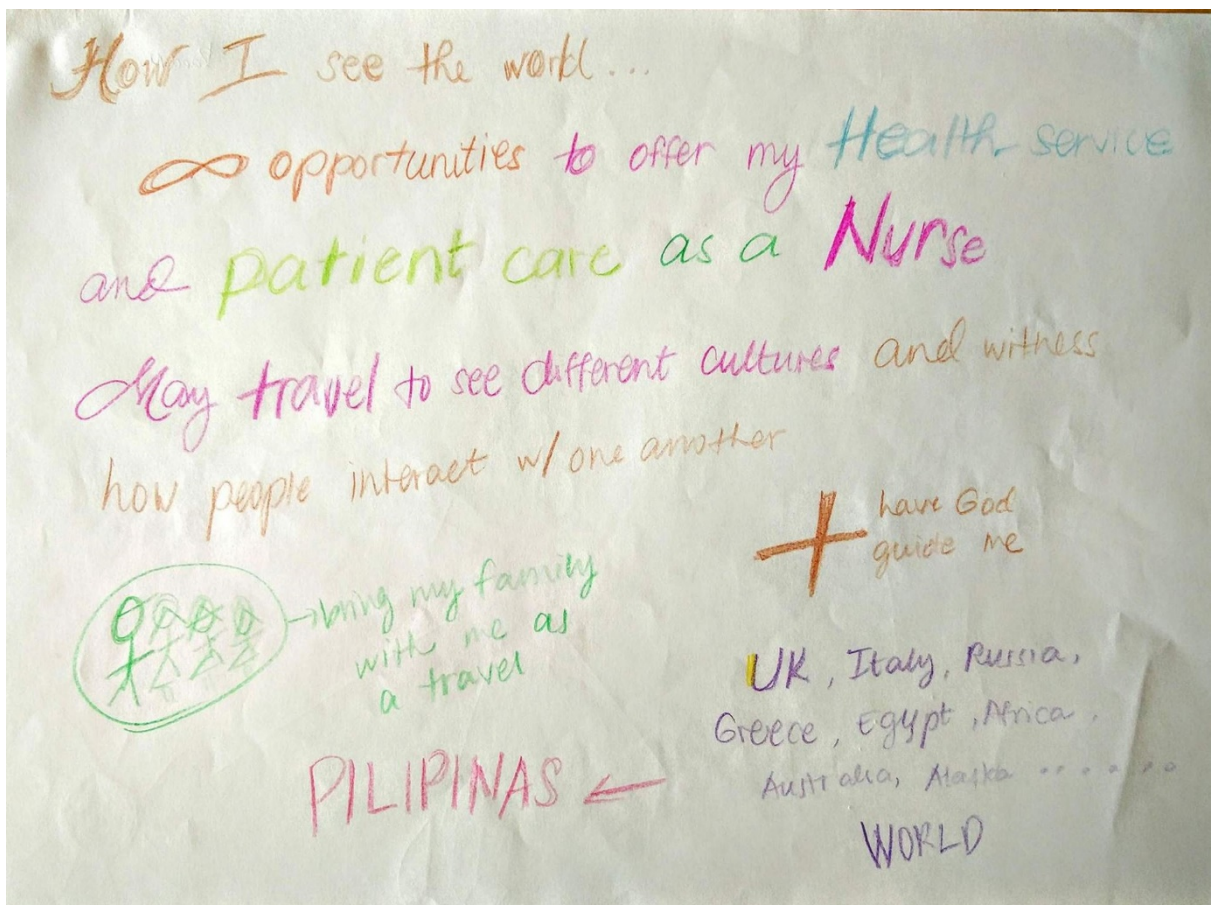 How I see the world...
∞ opportunities to offer my Health service
and patient care as a Nurse
May travel to see different cultures and witness
how people interact w/ one another
have God
guide me
→ bring my family
with me as
a travel
UK, Italy, Russia,
Greece, Egypt, Africa,
Australia, Alaska .......
PILIPINAS ←
WORLD